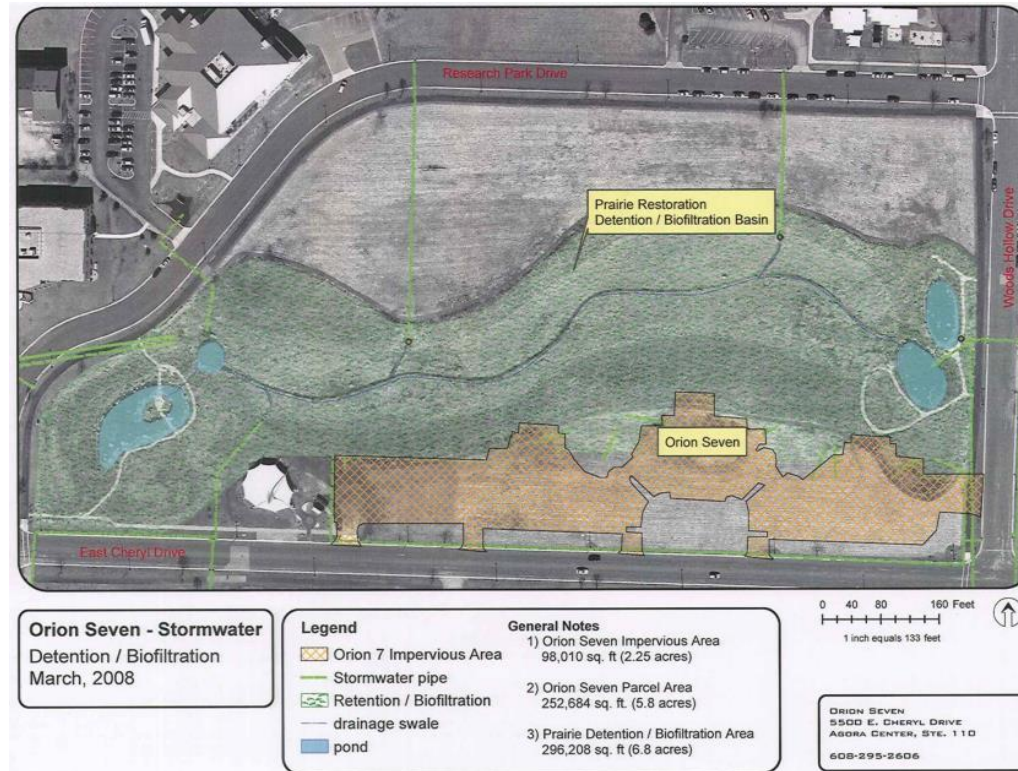 Research Park Drive
Prairie Restoration
Detention / Biofiltration Basin
Woods Hollow Drive
Orion Seven
East Cheryl Drive
Orion Seven - Stormwater
Detention / Biofiltration
March, 2008
Legend
Orion 7 Impervious Area
Stormwater pipe
Retention / Biofiltration
drainage swale
pond
General Notes
1) Orion Seven Impervious Area
98,010 sq. ft (2.25 acres)
2) Orion Seven Parcel Area
252,684 sq. ft. (5.8 acres)
3) Prairie Detention / Biofiltration Area
296,208 sq. ft (6.8 acres)
0 40 80 160 Feet
1 inch equals 133 feet
ORION SEVEN
5500 E. CHERYL DRIVE
AGORA CENTER, STE. 110
608-295-2606